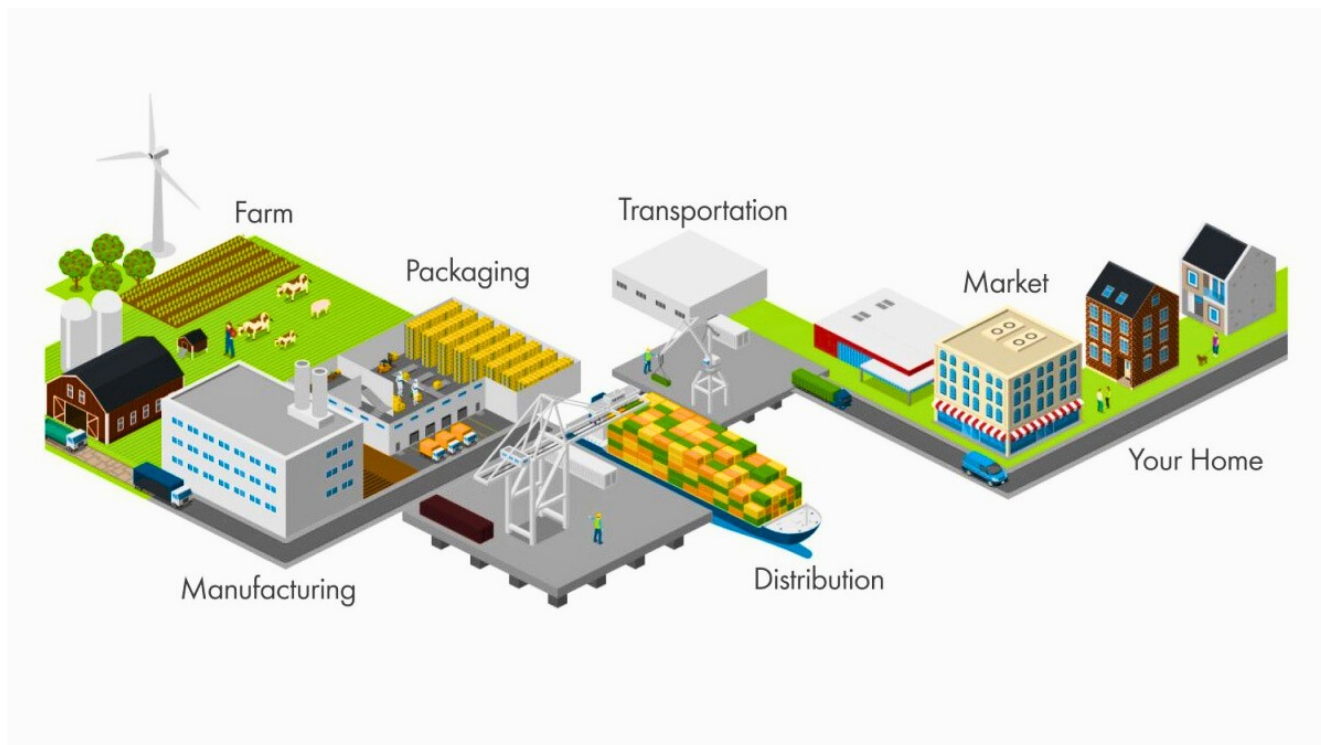 Farm
Transportation
Packaging
Market
Your Home
Manufacturing
Distribution